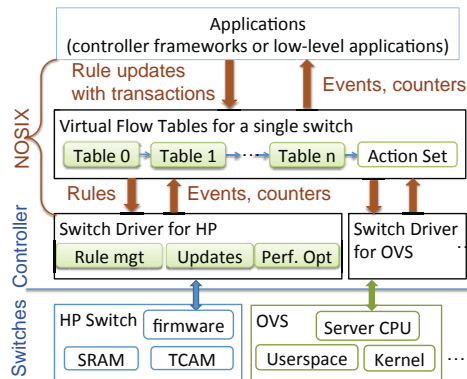 Applications
(controller frameworks or low-level applications)
Rule updates
with transactions
Events, counters
NOSIX
Virtual Flow Tables for a single switch
Table 0
Table 1
...
Table n
Action Set
Rules
Events, counters
Controller
Switch Driver for HP
Rule mgt
Updates
Perf. Opt
Switch Driver
for OVS
...
Switches
HP Switch
firmware
SRAM
TCAM
OVS
Server CPU
Userspace
Kernel
...